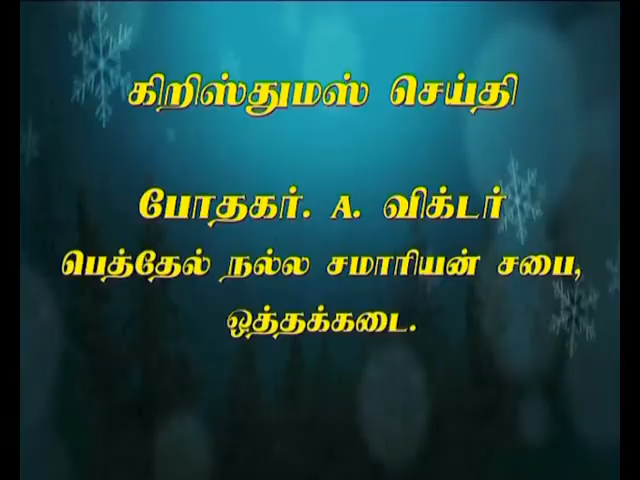 கிறிஸ்துமஸ் செய்தி
போதகர். A. விக்டர்
பெத்தேல் நல்ல சமாரியன் சபை,
ஒத்தக்கடை.